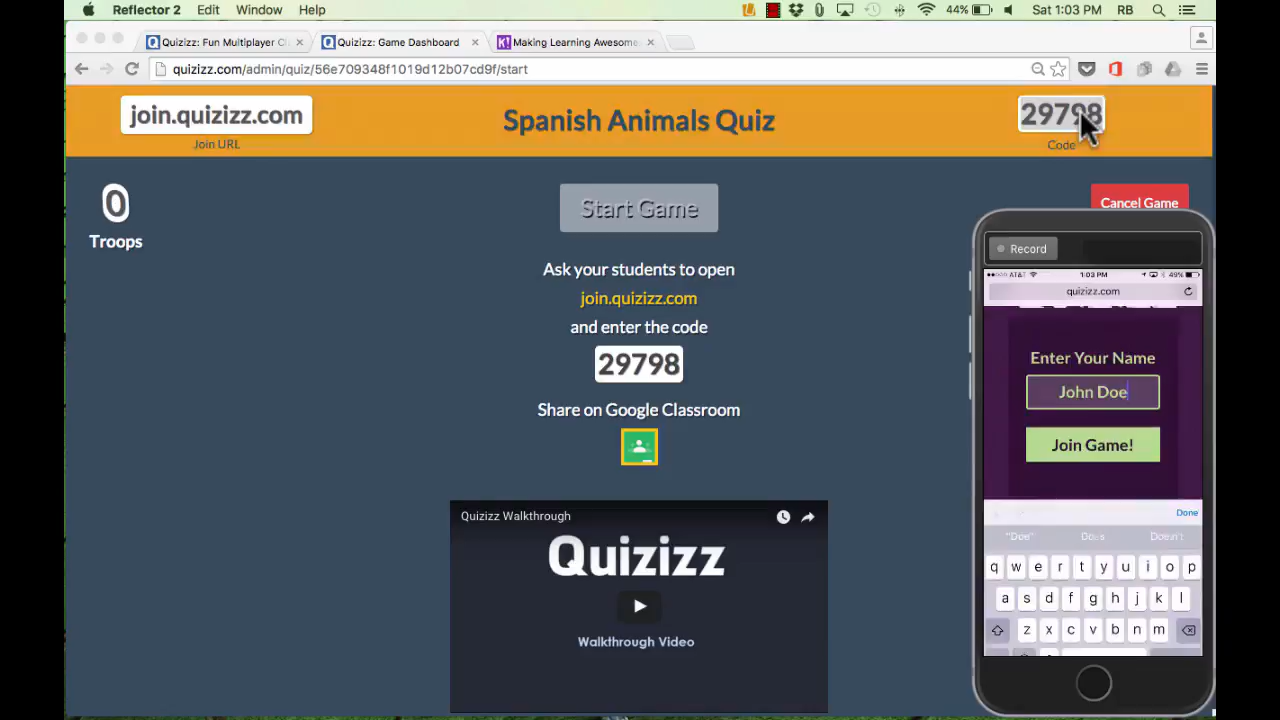 Reflector 2 Edit Window Help 44% Sat 1:03 PM RB
Quizizz: Fun Multiplayer Cl
Quizizz: Game Dashboard
Making Learning Awesome
quizizz.com/admin/quiz/56e709348f1019d12b07cd9f/start
join.quizizz.com
Join URL
Spanish Animals Quiz
29798
Code
0
Troops
Start Game
Cancel Game
Ask your students to open
join.quizizz.com
and enter the code
29798
Share on Google Classroom
Quizizz Walkthrough
Quizizz
Walkthrough Video
Record
AT&T 1:03 PM 49%
quizizz.com
Enter Your Name
John Doe
Join Game!
Done
"Doe" Does Doesn't
q w e r t y u i o p
a s d f g h j k l
z x c v b n m